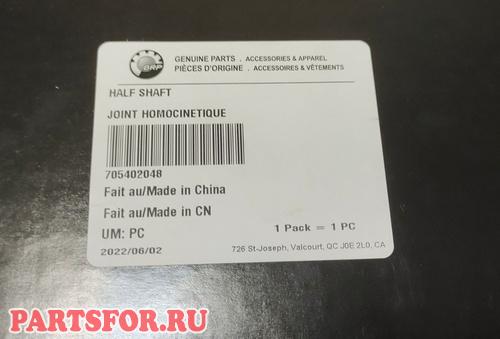 BRP
GENUINE PARTS . ACCESSORIES & APPAREL
PIÈCES D'ORIGINE . ACCESSOIRES & VÊTEMENTS
HALF SHAFT
JOINT HOMOCINETIQUE
705402048
Fait au/Made in China
Fait au/Made in CN
UM: PC 1 Pack = 1 PC
2022/06/02 726 St-Joseph, Valcourt, QC J0E 2L0, CA
PARTSFOR.RU